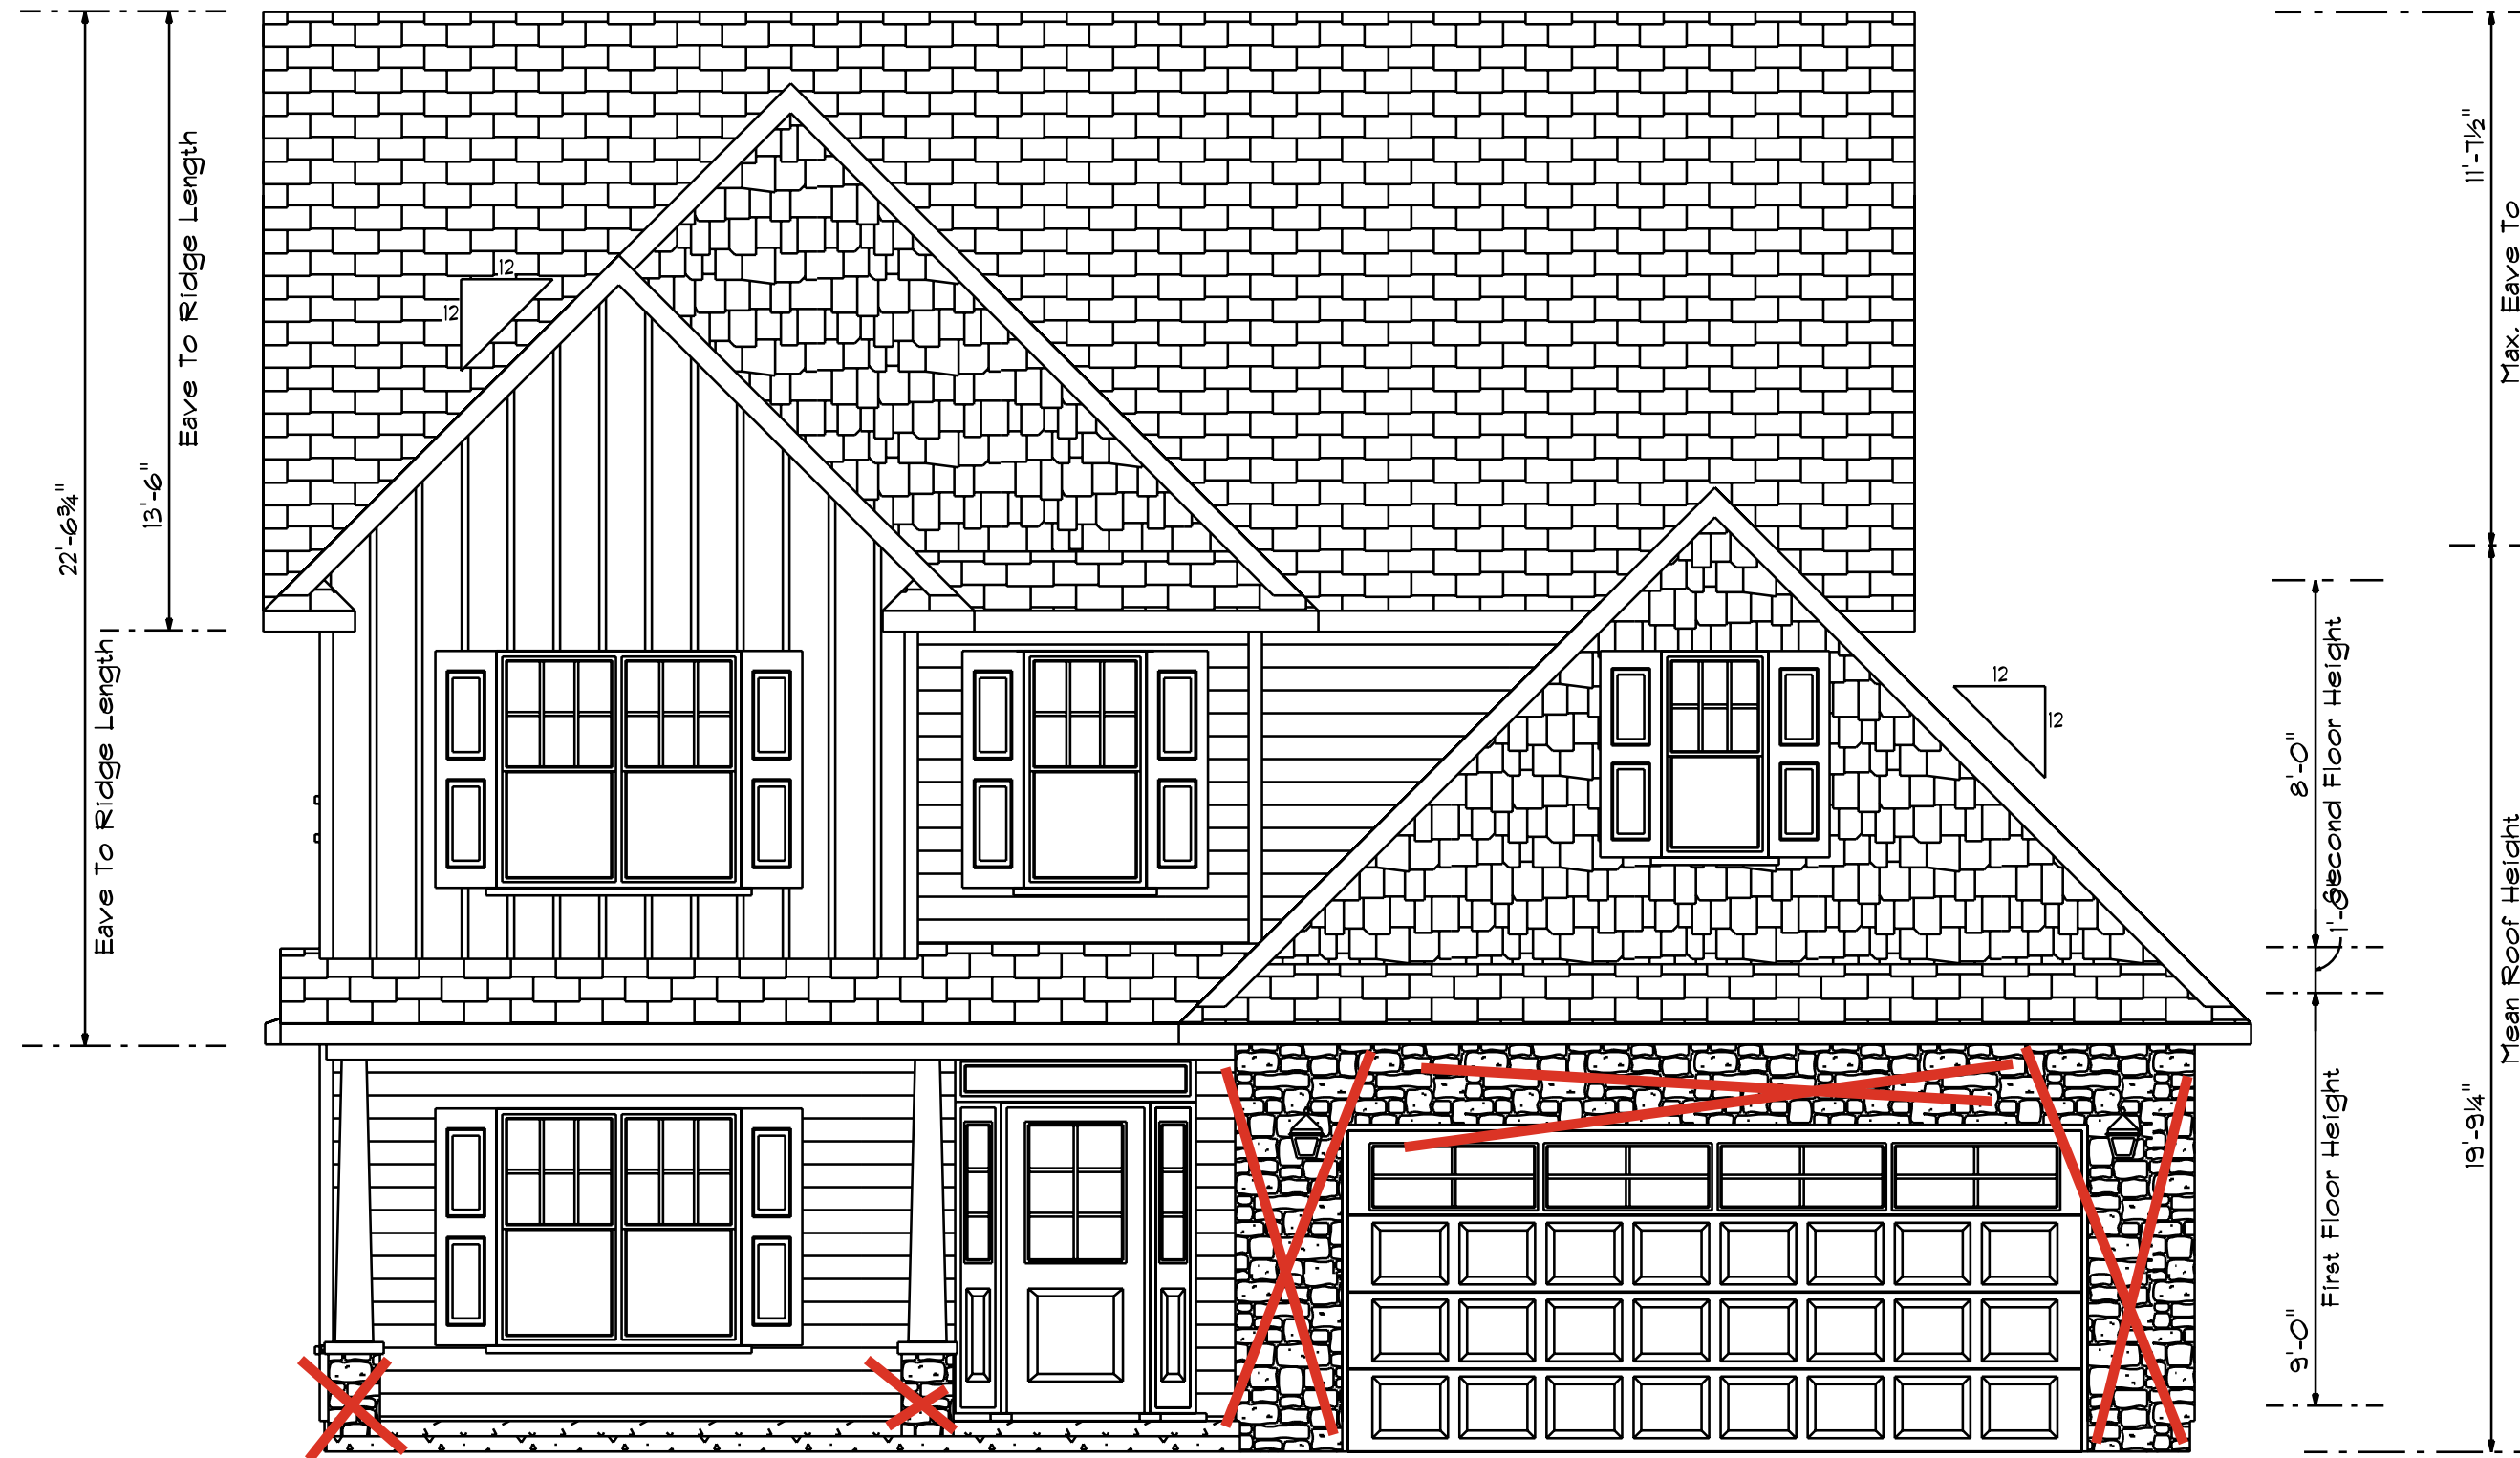 22'-6¾"
Eave To Ridge Length
13'-6"
Eave To Ridge Length
12
12
12
12
8'-0"
Second Floor Height
9'-0"
First Floor Height
11'-7½"
Max. Eave To
19'-9¼"
Mean Roof Height